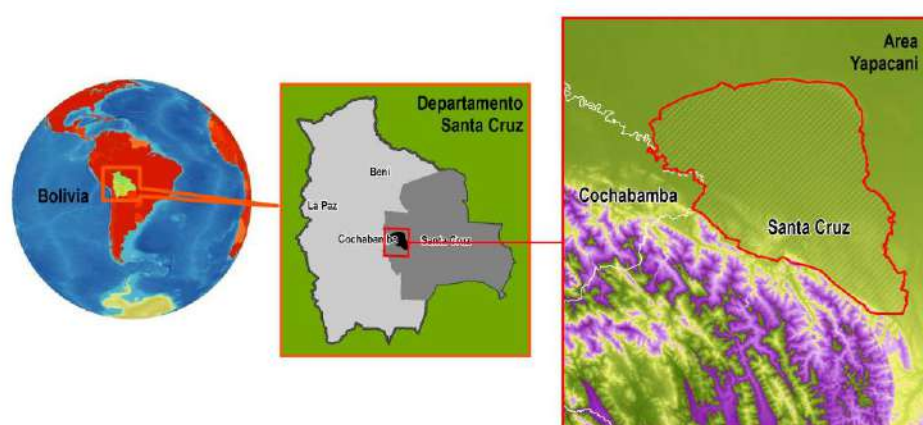 Bolivia
Departamento
Santa Cruz
Beni
La Paz
Cochabamba
Santa Cruz
Area
Yapacani
Cochabamba
Santa Cruz